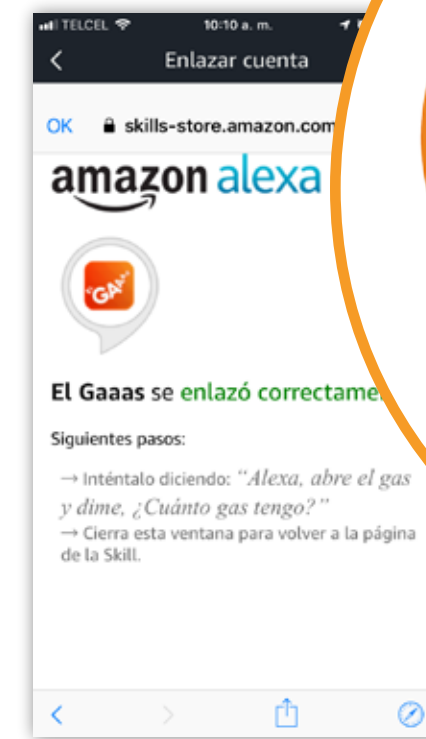 TELCEL 10:10 a. m.
Enlazar cuenta
OK skills-store.amazon.com
amazon alexa
"GAAAS"
El Gaaas se enlazó correctame
Siguientes pasos:
→ Inténtalo diciendo: “Alexa, abre el gas
y dime, ¿Cuánto gas tengo?”
→ Cierra esta ventana para volver a la página
de la Skill.